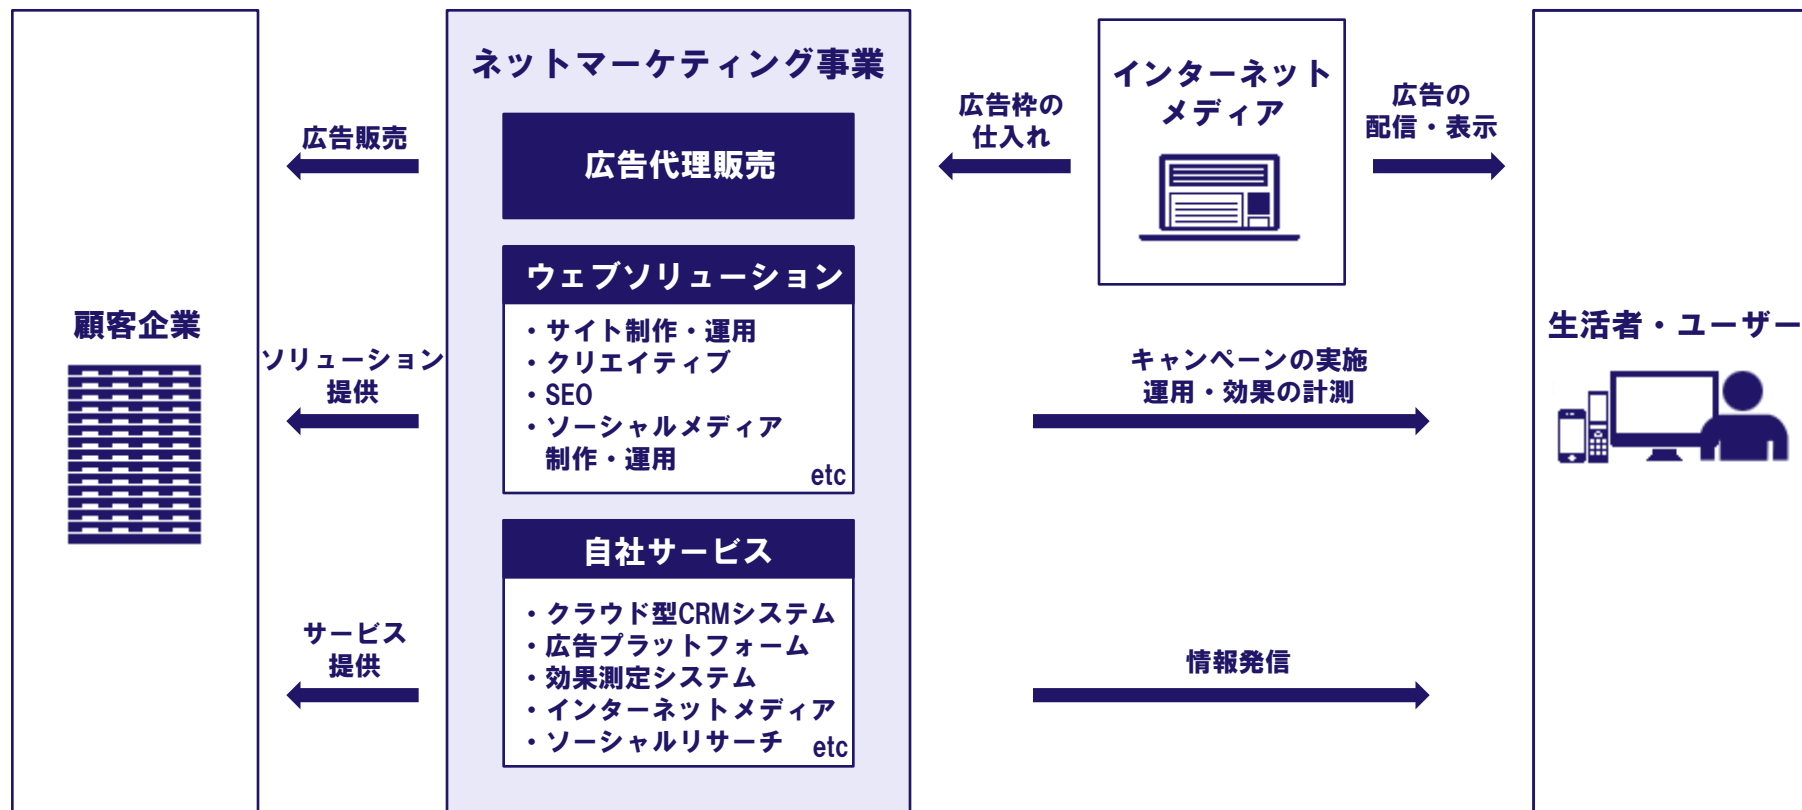 顧客企業
広告販売
ソリューション
提供
サービス
提供
ネットマーケティング事業
広告代理販売
ウェブソリューション
・サイト制作・運用
・クリエイティブ
・SEO
・ソーシャルメディア
制作・運用
etc
自社サービス
・クラウド型CRMシステム
・広告プラットフォーム
・効果測定システム
・インターネットメディア
・ソーシャルリサーチ
etc
広告枠の
仕入れ
インターネット
メディア
広告の
配信・表示
キャンペーンの実施
運用・効果の計測
情報発信
生活者・ユーザー